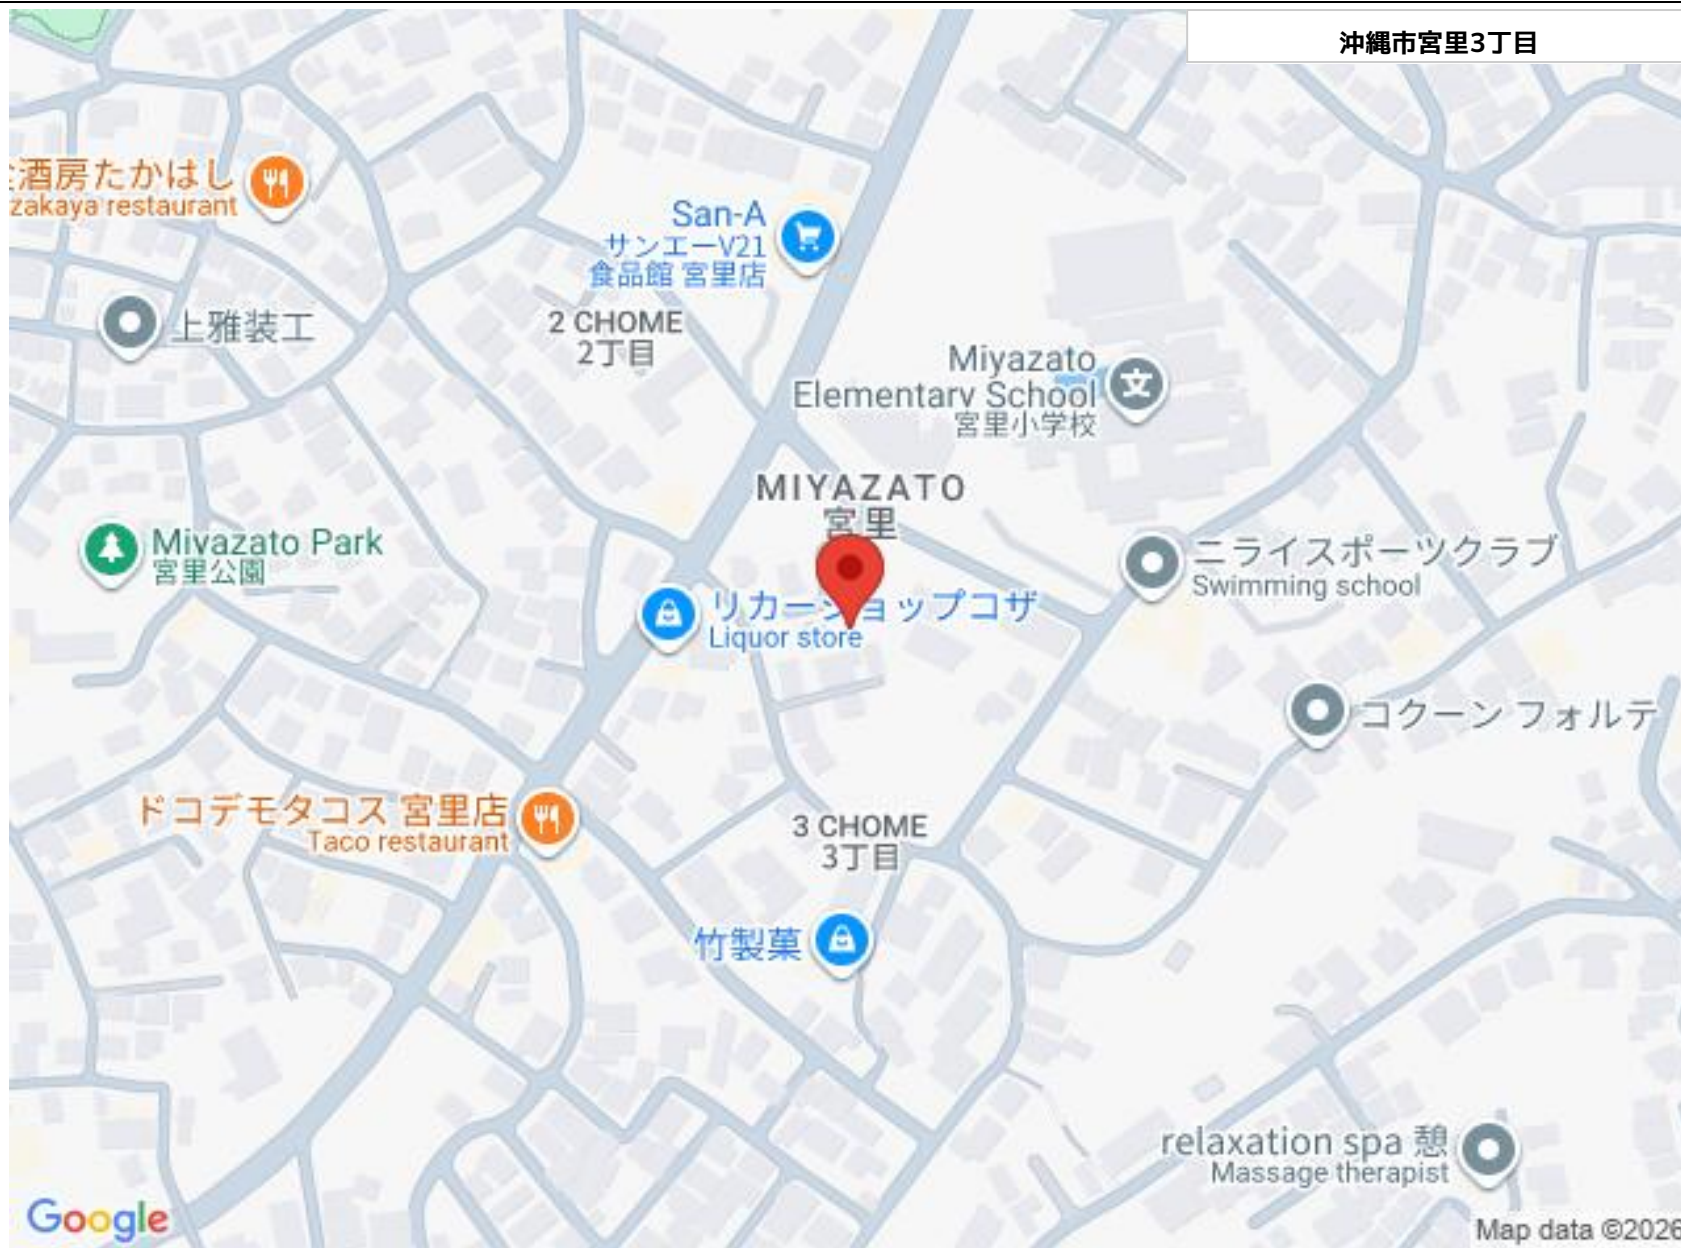 沖縄市宮里3丁目
酒房たかはし
zakaya restaurant
San-A
サンエーV21
食品館 宮里店
上雅装工
2 CHOME
2丁目
Miyazato
Elementary School
宮里小学校
MIYAZATO
宮里
Miyazato Park
宮里公園
ニライスポーツクラブ
Swimming school
リカーショップコザ
Liquor store
コクーン フォルテ
ドコデモタコス 宮里店
Taco restaurant
3 CHOME
3丁目
竹製菓
relaxation spa 憩
Massage therapist
Google
Map data ©2026